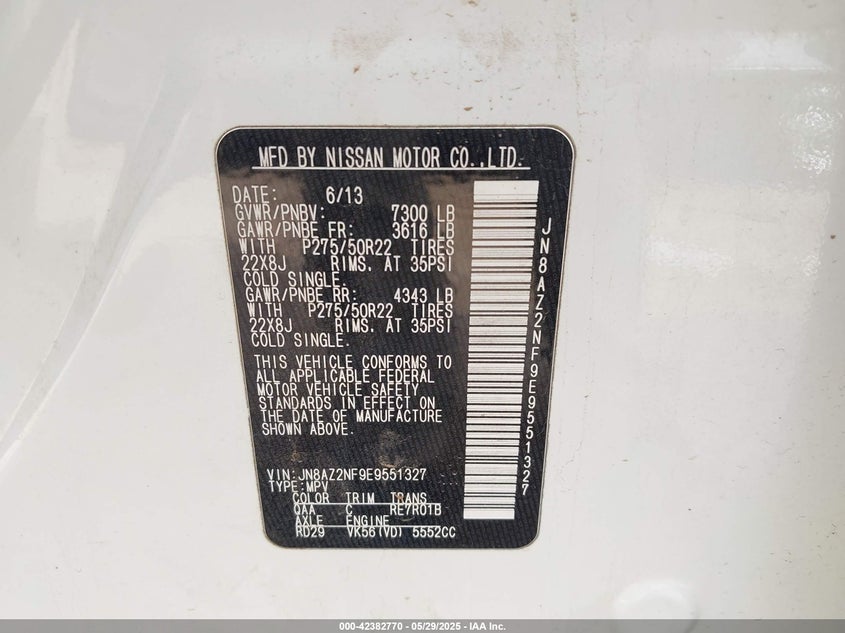 MFD BY NISSAN MOTOR CO.,LTD.
DATE: 6/13
GVWR/PNBV: 7300 LB
GAWR/PNBE FR: 3616 LB
WITH P275/50R22 TIRES
22X8J RIMS. AT 35PSI
COLD SINGLE.
GAWR/PNBE RR: 4343 LB
WITH P275/50R22 TIRES
22X8J RIMS. AT 35PSI
COLD SINGLE.
THIS VEHICLE CONFORMS TO
ALL APPLICABLE FEDERAL
MOTOR VEHICLE SAFETY
STANDARDS IN EFFECT ON
THE DATE OF MANUFACTURE
SHOWN ABOVE.
VIN:JN8AZ2NF9E9551327
TYPE:MPV
COLOR TRIM TRANS
QAA C RE7R01B
AXLE ENGINE
RD29 VK56(VD) 5552CC
JN8AZ2NF9E9551327
000-42382770 - 05/29/2025 - IAA Inc.